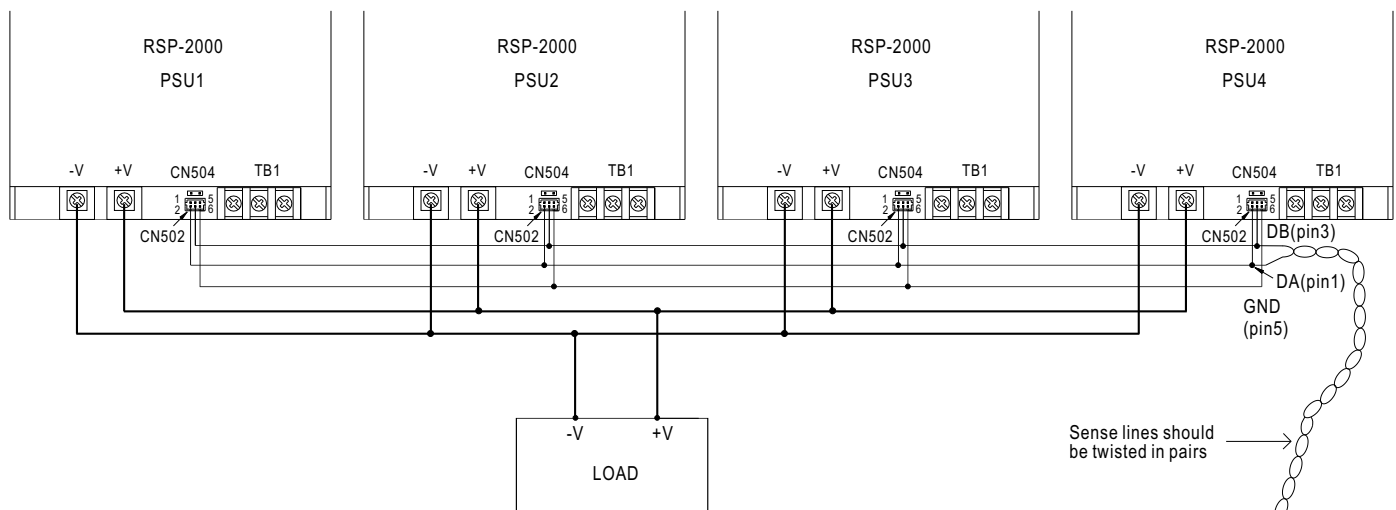 RSP-2000
PSU1
-V +V CN504 TB1
1 5
2 6
CN502
RSP-2000
PSU2
-V +V CN504 TB1
1 5
2 6
CN502
RSP-2000
PSU3
-V +V CN504 TB1
1 5
2 6
CN502
RSP-2000
PSU4
-V +V CN504 TB1
1 5
2 6
CN502
DB(pin3)
DA(pin1)
GND
(pin5)
-V +V
LOAD
Sense lines should
be twisted in pairs